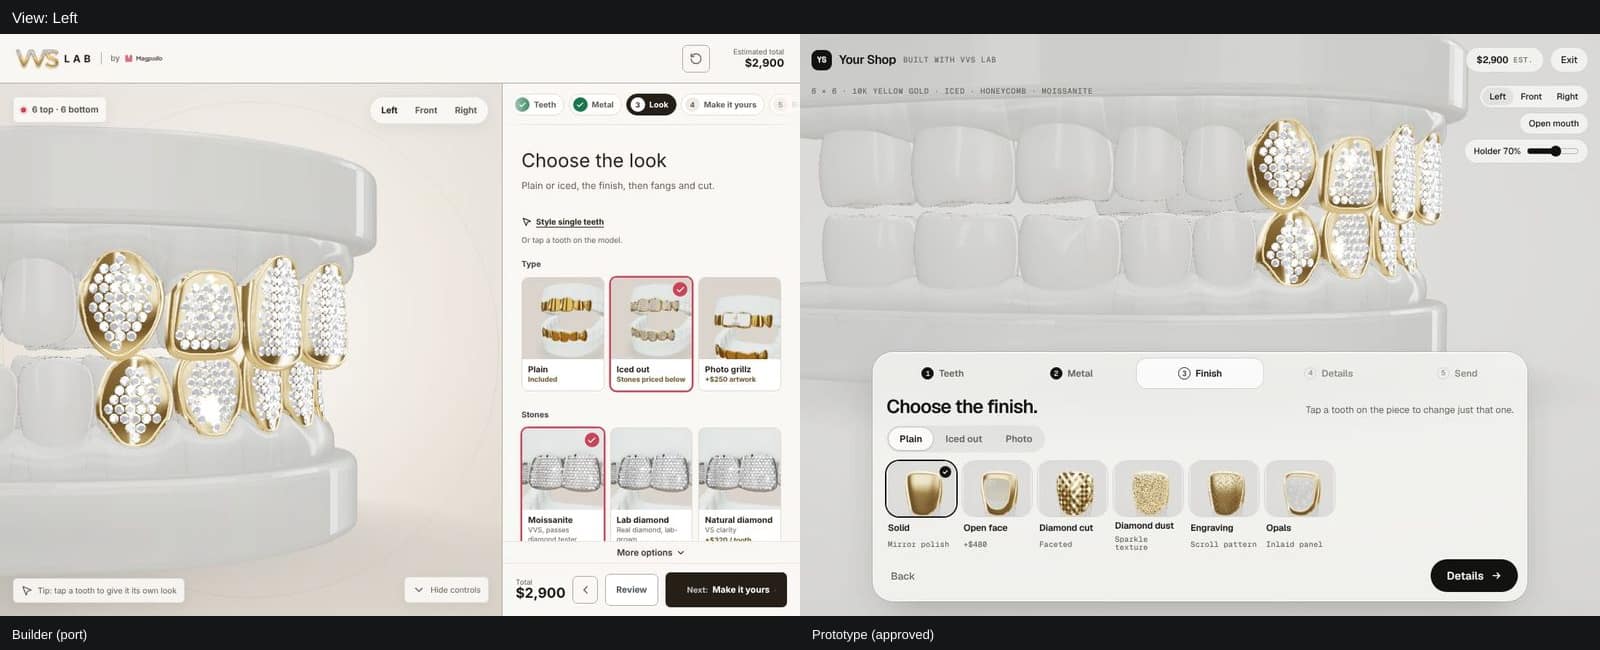 View: Left
VVS LAB by Magpudo
Estimated total
$2,900
6 top · 6 bottom
Left Front Right
Teeth Metal 3 Look 4 Make it yours 5
Choose the look
Plain or iced, the finish, then fangs and cut.
Style single teeth
Or tap a tooth on the model.
Type
Plain
Included
Iced out
Stones priced below
Photo grillz
+$250 artwork
Stones
Moissanite
VVS, passes
diamond tester
Lab diamond
Real diamond, lab-
grown
Natural diamond
VS clarity
+$320 / tooth
More options
Tip: tap a tooth to give it its own look
Hide controls
Total
$2,900
Review
Next: Make it yours
Builder (port)
YS Your Shop BUILT WITH VVS LAB
$2,900 EST. Exit
6 + 6 · 10K YELLOW GOLD · ICED · HONEYCOMB · MOISSANITE
Left Front Right
Open mouth
Holder 70%
1 Teeth 2 Metal 3 Finish 4 Details 5 Send
Choose the finish.
Tap a tooth on the piece to change just that one.
Plain Iced out Photo
Solid
Mirror polish
Open face
+$480
Diamond cut
Faceted
Diamond dust
Sparkle
texture
Engraving
Scroll pattern
Opals
Inlaid panel
Back
Details →
Prototype (approved)